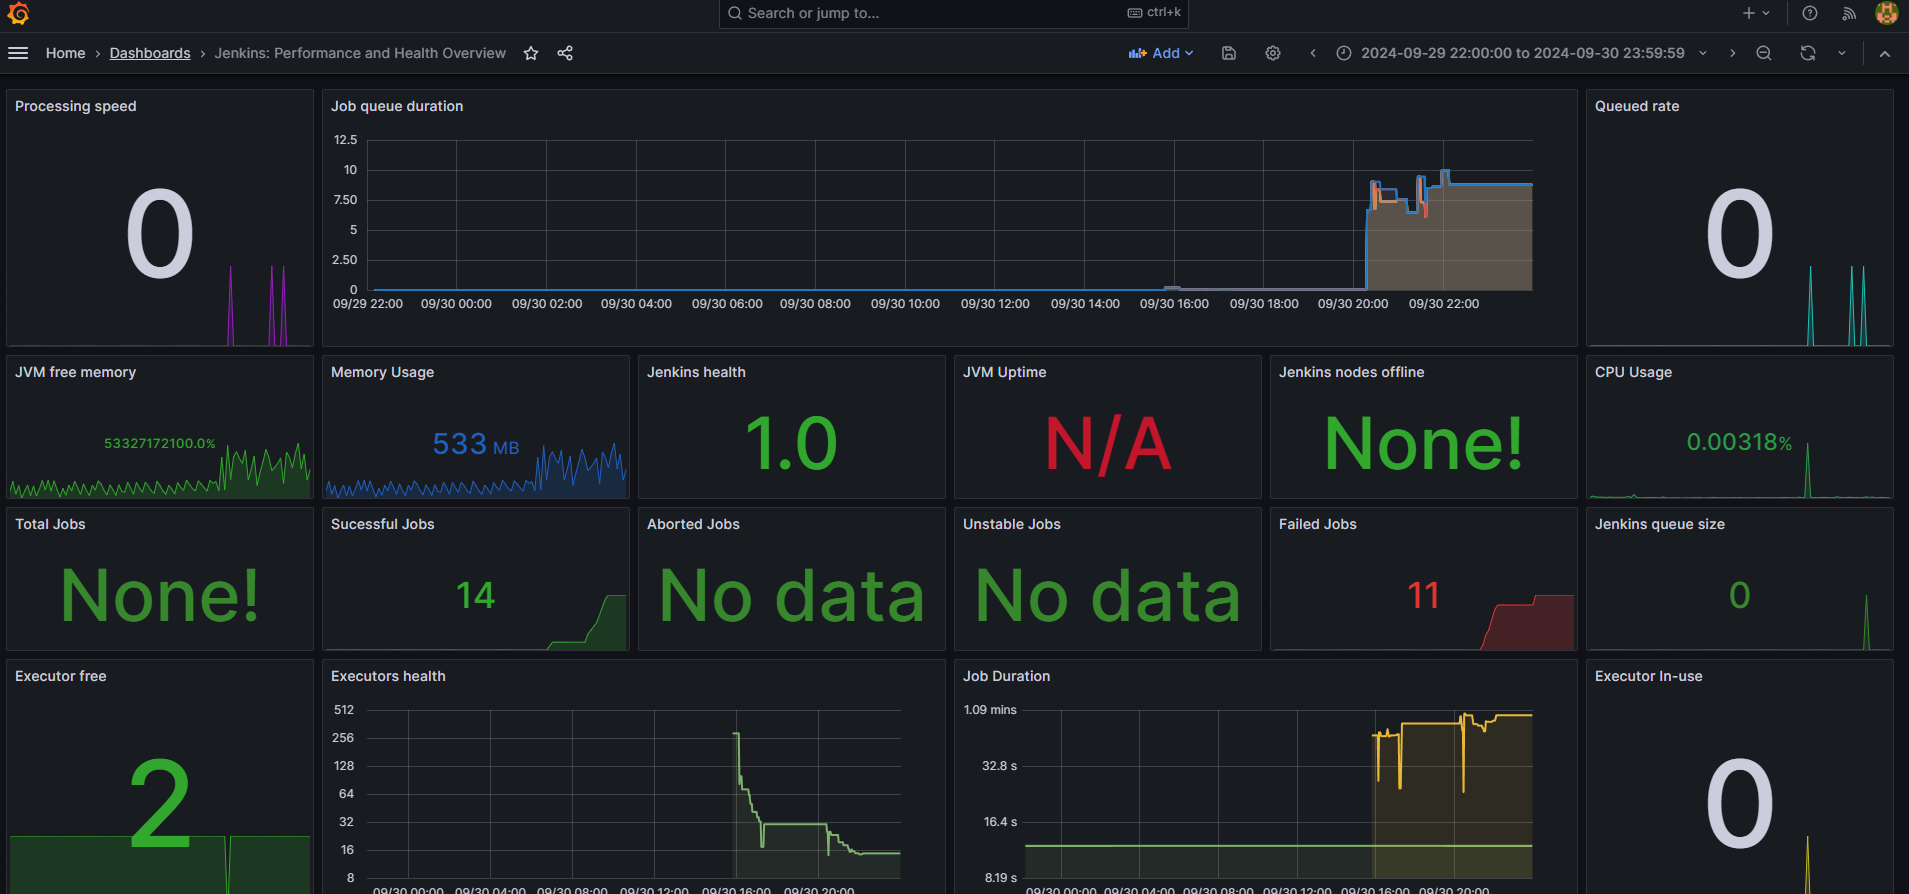 Search or jump to...
ctrl+k
Home › Dashboards › Jenkins: Performance and Health Overview
Add
2024-09-29 22:00:00 to 2024-09-30 23:59:59
Processing speed
0
Job queue duration
12.5
10
7.50
5
2.50
0
09/29 22:00 09/30 00:00 09/30 02:00 09/30 04:00 09/30 06:00 09/30 08:00 09/30 10:00 09/30 12:00 09/30 14:00 09/30 16:00 09/30 18:00 09/30 20:00 09/30 22:00
Queued rate
0
JVM free memory
53327172100.0%
Memory Usage
533 MB
Jenkins health
1.0
JVM Uptime
N/A
Jenkins nodes offline
None!
CPU Usage
0.00318%
Total Jobs
None!
Sucessful Jobs
14
Aborted Jobs
No data
Unstable Jobs
No data
Failed Jobs
11
Jenkins queue size
0
Executor free
2
Executors health
512
256
128
64
32
16
8
09/30 00:00 09/30 04:00 09/30 08:00 09/30 12:00 09/30 16:00 09/30 20:00
Job Duration
1.09 mins
32.8 s
16.4 s
8.19 s
09/30 00:00 09/30 04:00 09/30 08:00 09/30 12:00 09/30 16:00 09/30 20:00
Executor In-use
0